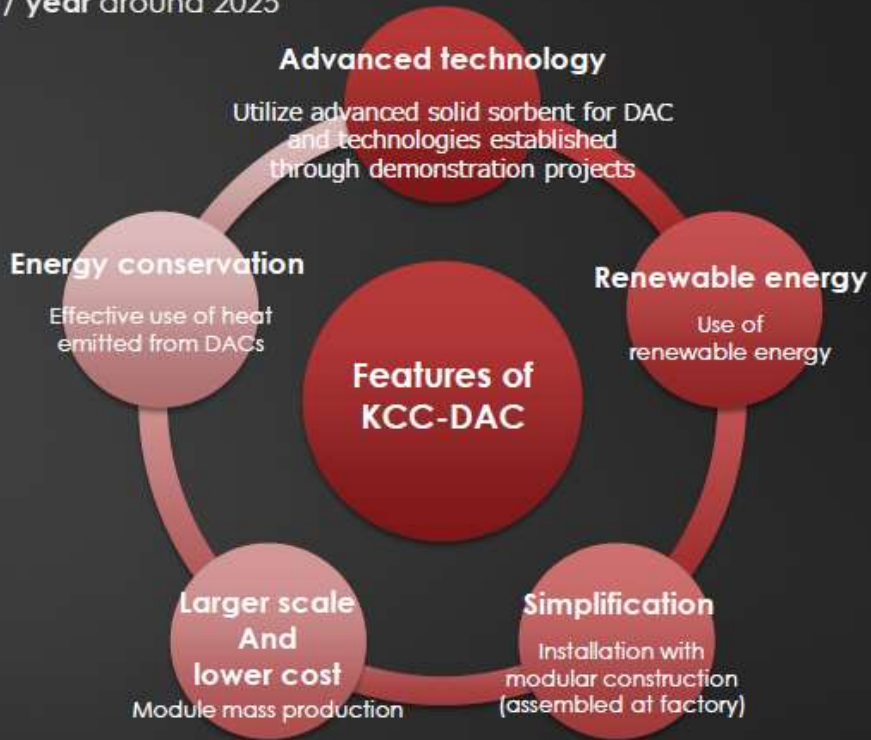 / year around 2025
Advanced technology
Utilize advanced solid sorbent for DAC
and technologies established
through demonstration projects
Renewable energy
Use of
renewable energy
Simplification
Installation with
modular construction
(assembled at factory)
Larger scale
And
lower cost
Module mass production
Energy conservation
Effective use of heat
emitted from DACs
Features of
KCC-DAC